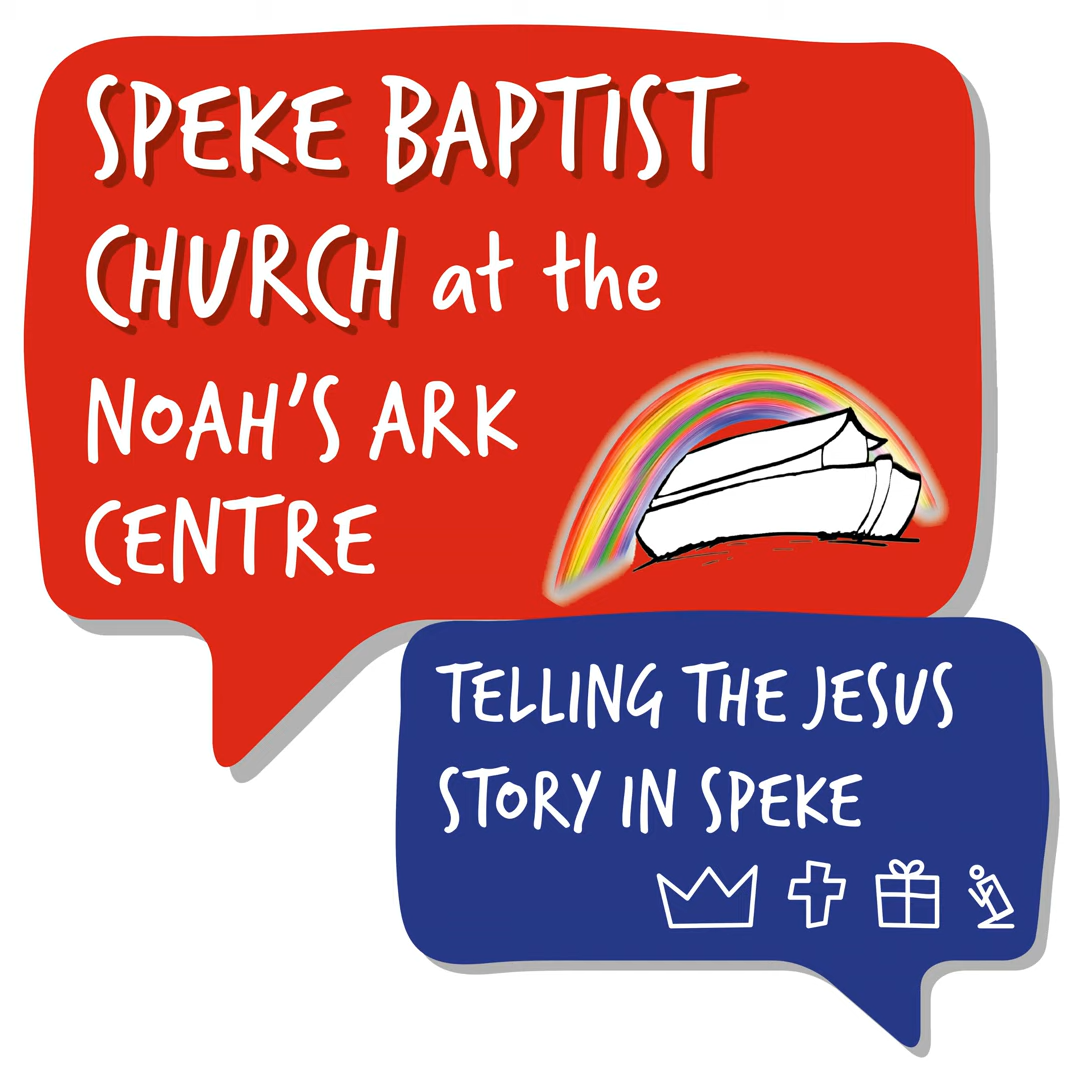 SPEKE BAPTIST
CHURCH at the
NOAH'S ARK
CENTRE
TELLING THE JESUS
STORY IN SPEKE